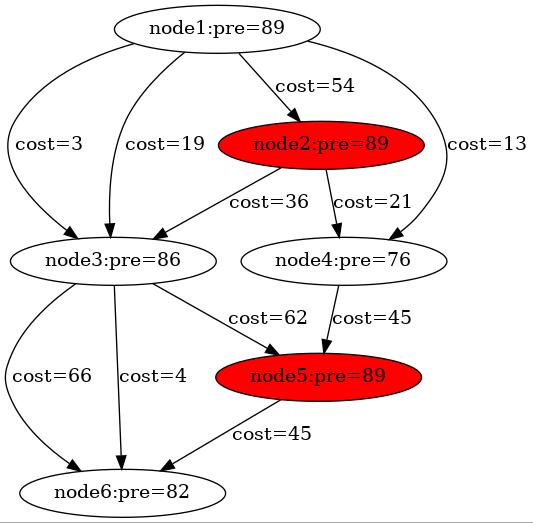 node1:pre=89
cost=54
cost=3
cost=19
node2:pre=89
cost=13
cost=36
cost=21
node3:pre=86
node4:pre=76
cost=62
cost=45
cost=66
cost=4
node5:pre=89
cost=45
node6:pre=82